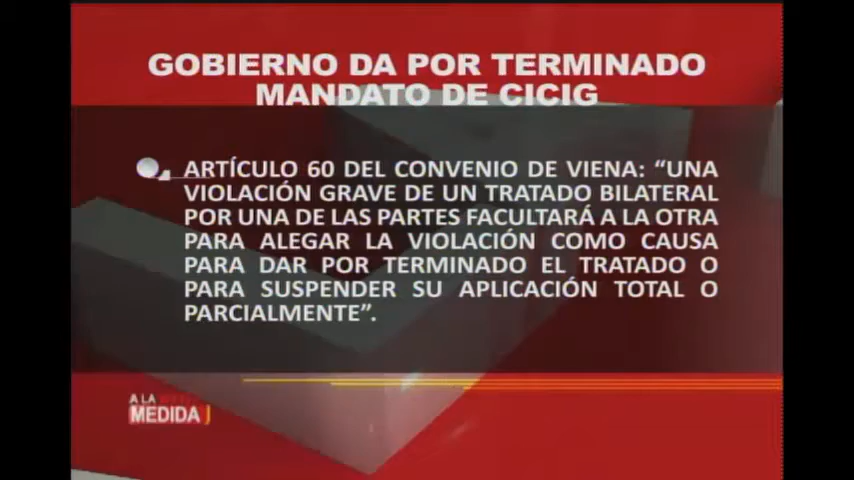 GOBIERNO DA POR TERMINADO
MANDATO DE CICIG
ARTÍCULO 60 DEL CONVENIO DE VIENA: “UNA
VIOLACIÓN GRAVE DE UN TRATADO BILATERAL
POR UNA DE LAS PARTES FACULTARÁ A LA OTRA
PARA ALEGAR LA VIOLACIÓN COMO CAUSA
PARA DAR POR TERMINADO EL TRATADO O
PARA SUSPENDER SU APLICACIÓN TOTAL O
PARCIALMENTE”.
A LA
MEDIDA